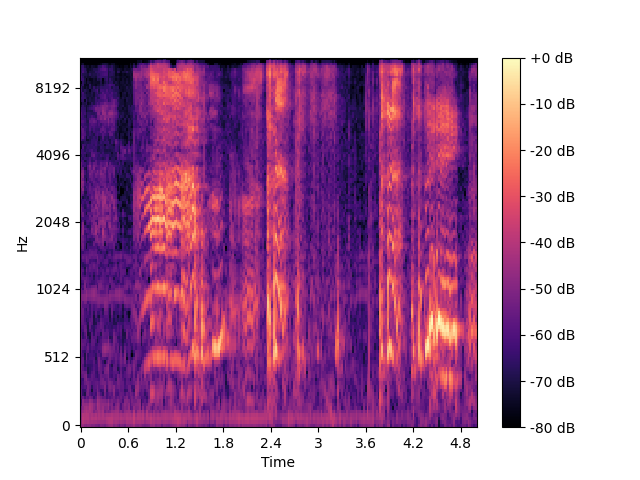 8192
4096
2048
1024
512
0
Hz
0
0.6
1.2
1.8
2.4
3
3.6
4.2
4.8
Time
+0 dB
-10 dB
-20 dB
-30 dB
-40 dB
-50 dB
-60 dB
-70 dB
-80 dB